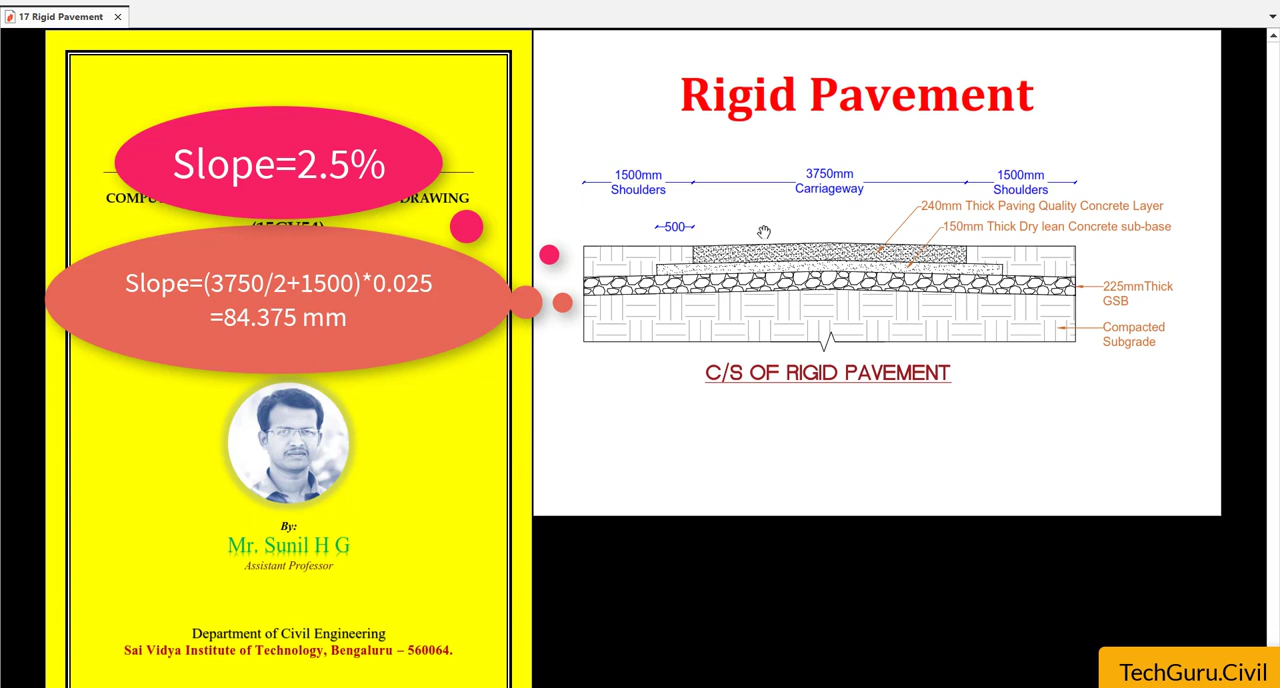 17 Rigid Pavement
Slope=2.5%
DRAWING
Slope=(3750/2+1500)*0.025
=84.375 mm
By:
Mr. Sunil H G
Assistant Professor
Department of Civil Engineering
Sai Vidya Institute of Technology, Bengaluru – 560064.
Rigid Pavement
1500mm
Shoulders
3750mm
Carriageway
1500mm
Shoulders
240mm Thick Paving Quality Concrete Layer
500
150mm Thick Dry lean Concrete sub-base
225mmThick
GSB
Compacted
Subgrade
C/S OF RIGID PAVEMENT
TechGuru.Civil